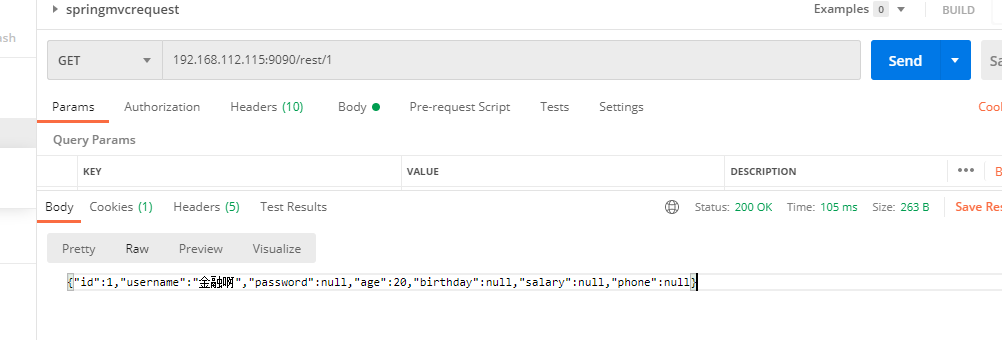 springmvcrequest Examples 0 BUILD
ash
GET 192.168.112.115:9090/rest/1 Send Sa
Params Authorization Headers (10) Body Pre-request Script Tests Settings Cool
Query Params
KEY VALUE DESCRIPTION ••• B
Body Cookies (1) Headers (5) Test Results Status: 200 OK Time: 105 ms Size: 263 B Save Res
Pretty Raw Preview Visualize
{"id":1,"username":"金融啊","password":null,"age":20,"birthday":null,"salary":null,"phone":null}